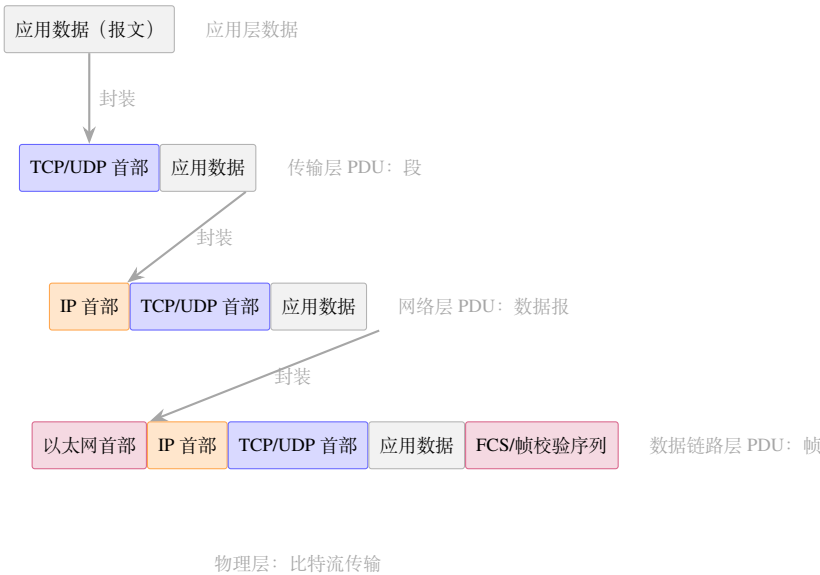 应用数据（报文） 应用层数据
封装
TCP/UDP 首部 应用数据 传输层 PDU：段
封装
IP 首部 TCP/UDP 首部 应用数据 网络层 PDU：数据报
封装
以太网首部 IP 首部 TCP/UDP 首部 应用数据 FCS/帧校验序列 数据链路层 PDU：帧
物理层：比特流传输